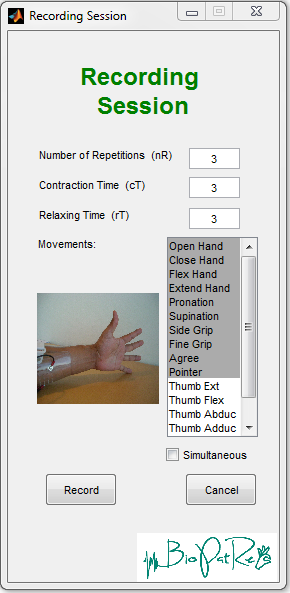 Recording Session
Recording
Session
Number of Repetitions (nR) 3
Contraction Time (cT) 3
Relaxing Time (rT) 3
Movements:
Open Hand
Close Hand
Flex Hand
Extend Hand
Pronation
Supination
Side Grip
Fine Grip
Agree
Pointer
Thumb Ext
Thumb Flex
Thumb Abduc
Thumb Adduc
Simultaneous
Record Cancel
BioPatRec